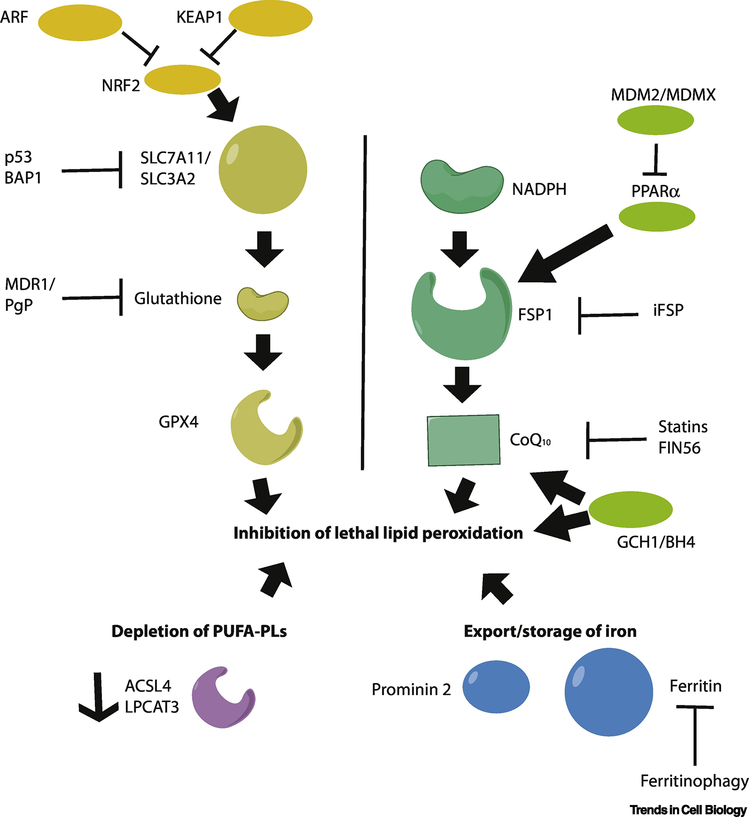 ARF
KEAP1
NRF2
MDM2/MDMX
p53
BAP1
SLC7A11/
SLC3A2
NADPH
PPARα
MDR1/
PgP
Glutathione
FSP1
iFSP
GPX4
CoQ₁₀
Statins
FIN56
Inhibition of lethal lipid peroxidation
GCH1/BH4
Depletion of PUFA-PLs
Export/storage of iron
ACSL4
LPCAT3
Prominin 2
Ferritin
Ferritinophagy
Trends in Cell Biology